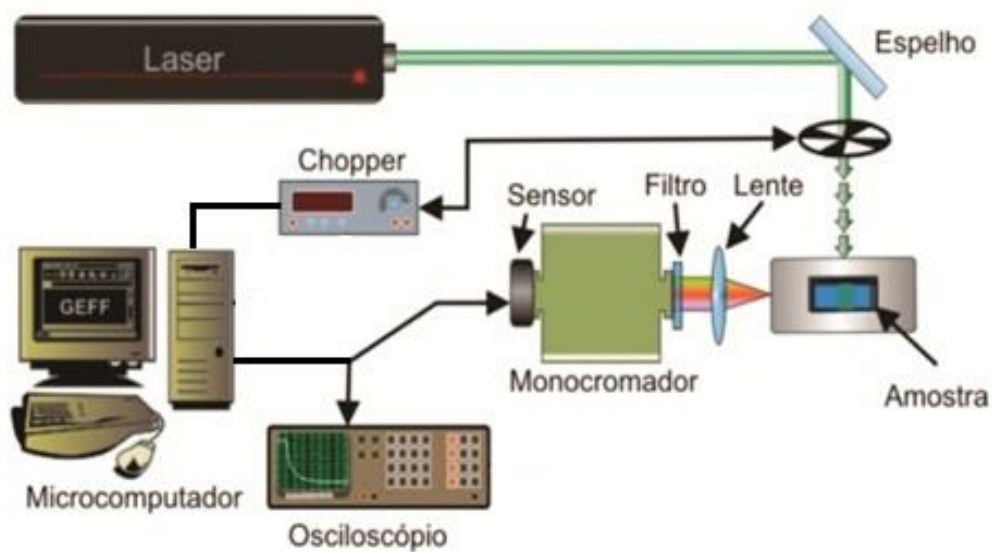 Laser
Espelho
Chopper
Sensor
Filtro
Lente
GEFF
Monocromador
Amostra
Microcomputador
Osciloscópio